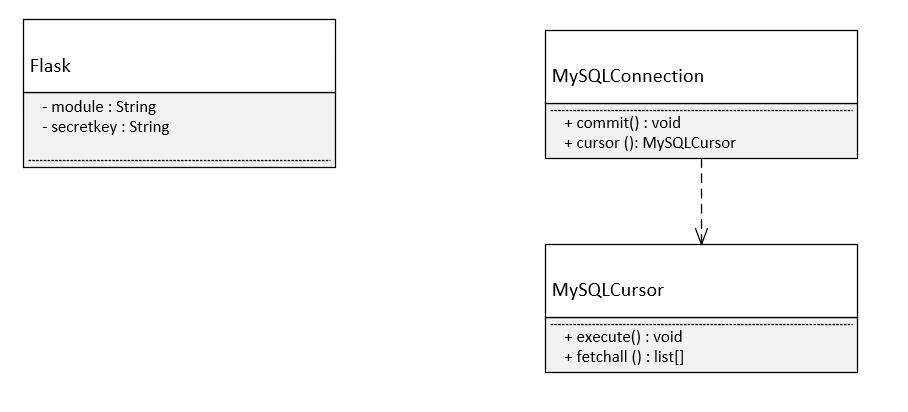 Flask
- module : String
- secretkey : String
MySQLConnection
+ commit() : void
+ cursor (): MySQLCursor
MySQLCursor
+ execute() : void
+ fetchall () : list[]